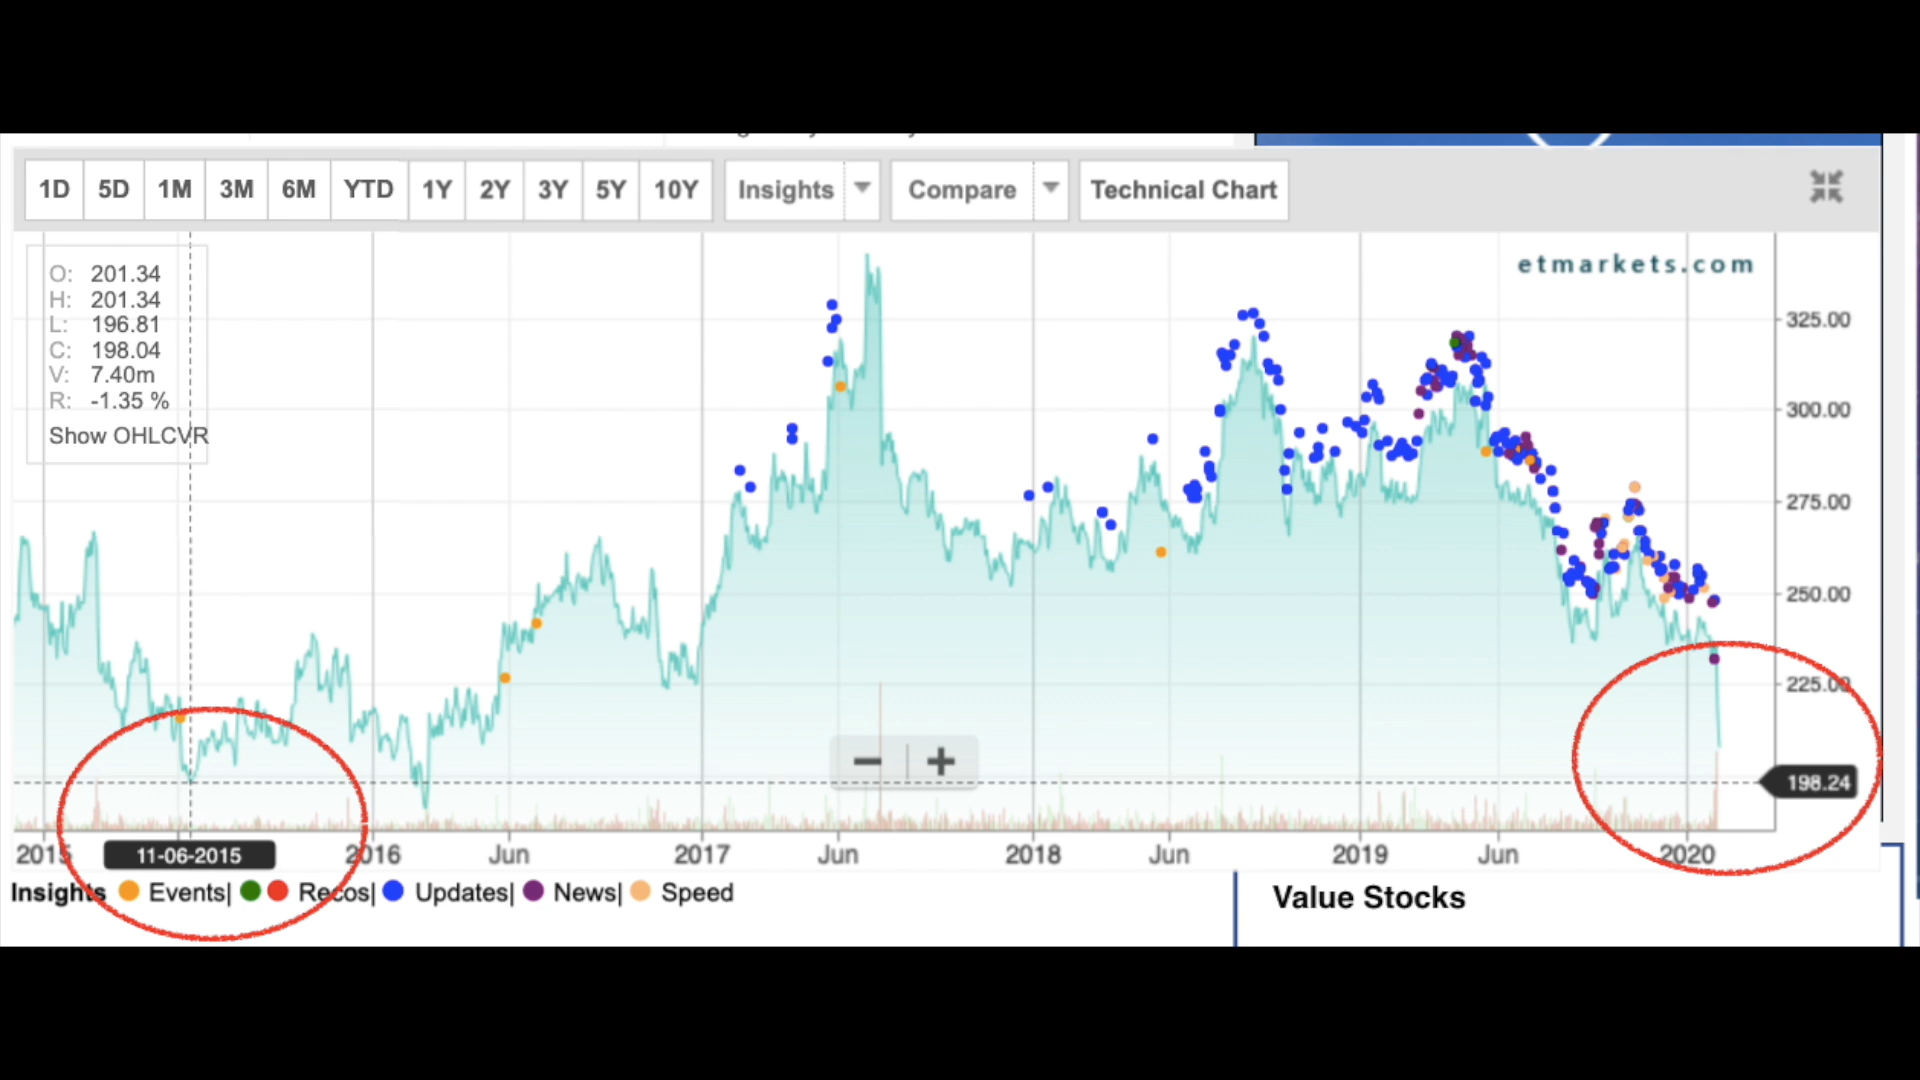 1D 5D 1M 3M 6M YTD 1Y 2Y 3Y 5Y 10Y Insights Compare Technical Chart
etmarkets.com
O: 201.34
H: 201.34
L: 196.81
C: 198.04
V: 7.40m
R: -1.35 %
Show OHLCVR
325.00
300.00
275.00
250.00
225.00
198.24
2015 11-06-2015 2016 Jun 2017 Jun 2018 Jun 2019 Jun 2020
Insights Events| Recos| Updates| News| Speed
Value Stocks